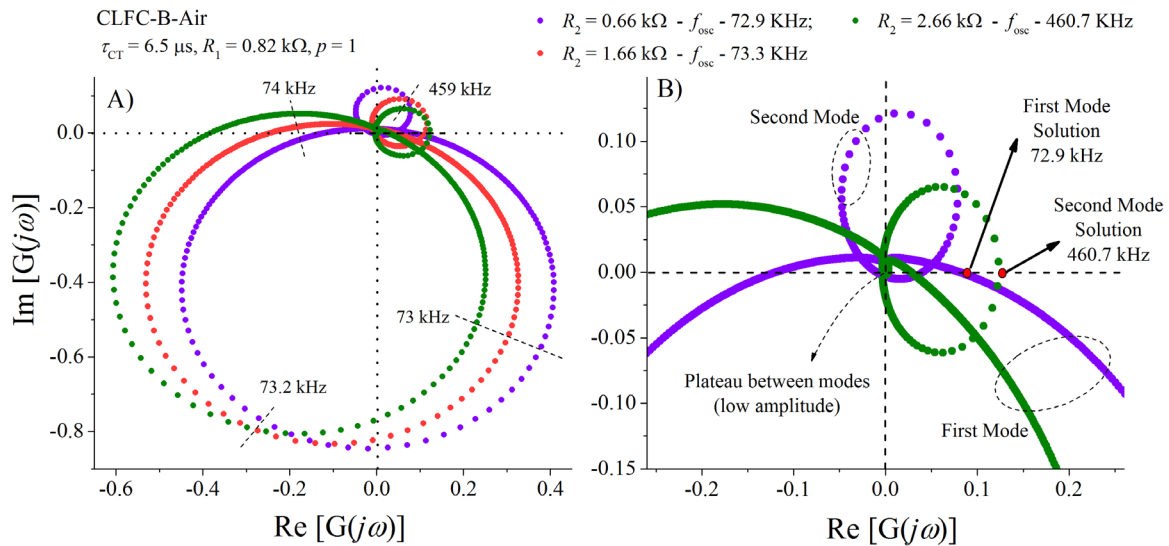 CLFC-B-Air
τCT = 6.5 μs, R1 = 0.82 kΩ, p = 1
R2 = 0.66 kΩ - fosc - 72.9 KHz;
R2 = 2.66 kΩ - fosc -460.7 KHz
R2 = 1.66 kΩ - fosc - 73.3 KHz
A)
74 kHz
459 kHz
73 kHz
73.2 kHz
0.0
-0.2
-0.4
-0.6
-0.8
-0.6
-0.4
-0.2
0.0
0.2
0.4
Im [G(jω)]
Re [G(jω)]
B)
Second Mode
First Mode
Solution
72.9 kHz
Second Mode
Solution
460.7 kHz
Plateau between modes
(low amplitude)
First Mode
0.10
0.05
0.00
-0.05
-0.10
-0.15
-0.2
0.0
0.2
Re [G(jω)]